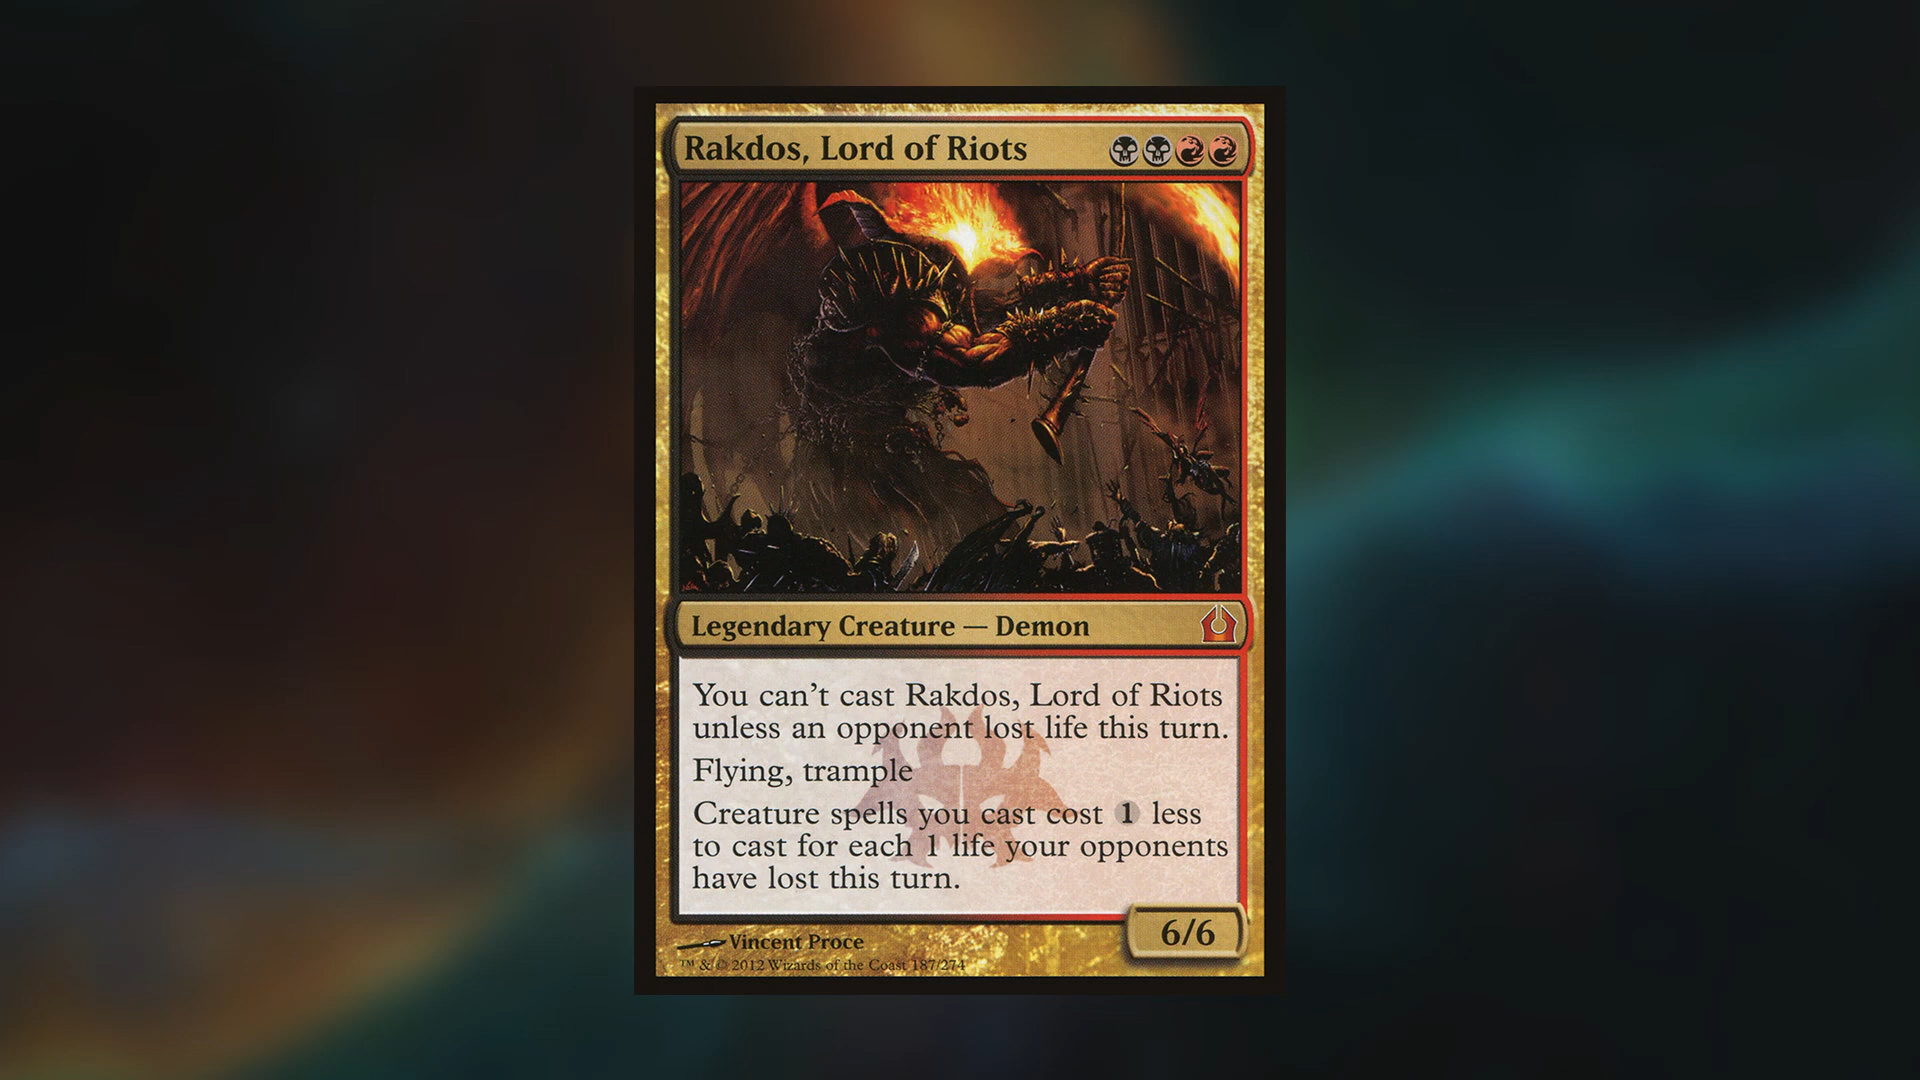 Rakdos, Lord of Riots
Legendary Creature — Demon
You can't cast Rakdos, Lord of Riots
unless an opponent lost life this turn.
Flying, trample
Creature spells you cast cost 1 less
to cast for each 1 life your opponents
have lost this turn.
6/6
Vincent Proce
™ & © 2012 Wizards of the Coast 187/274